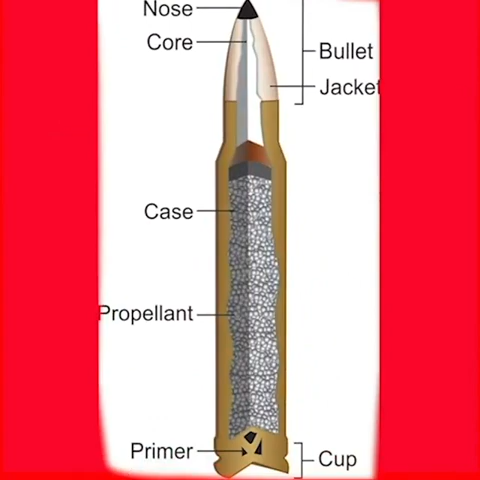 Nose
Core
Bullet
Jacket
Case
Propellant
Primer
Cup